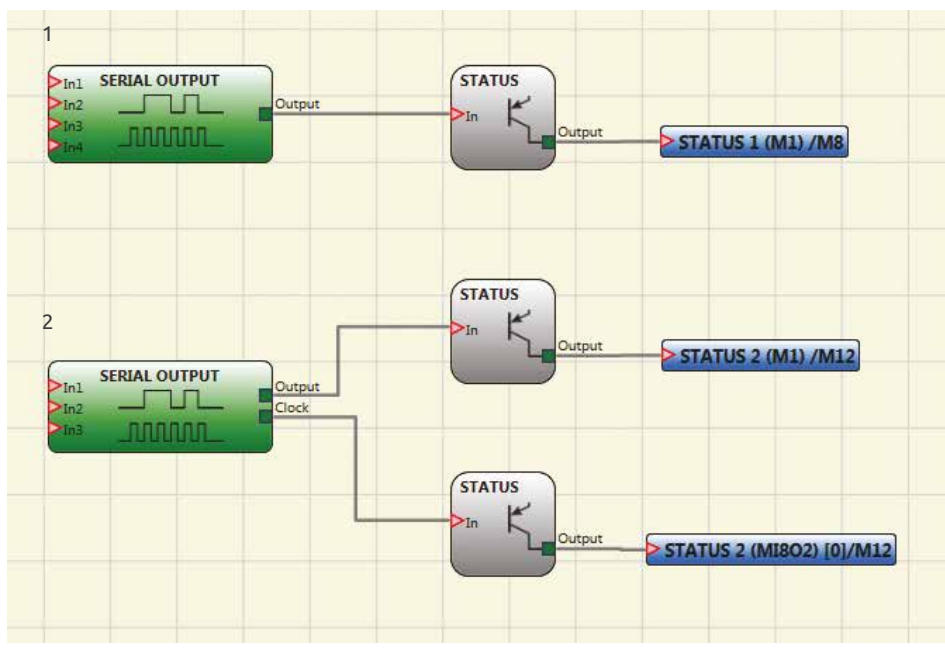 1
SERIAL OUTPUT
In1
In2
In3
In4
Output
STATUS
In
Output
STATUS 1 (M1) /M8
2
SERIAL OUTPUT
In1
In2
In3
Output
Clock
STATUS
In
Output
STATUS 2 (M1) /M12
STATUS
In
Output
STATUS 2 (MI8O2) [0]/M12